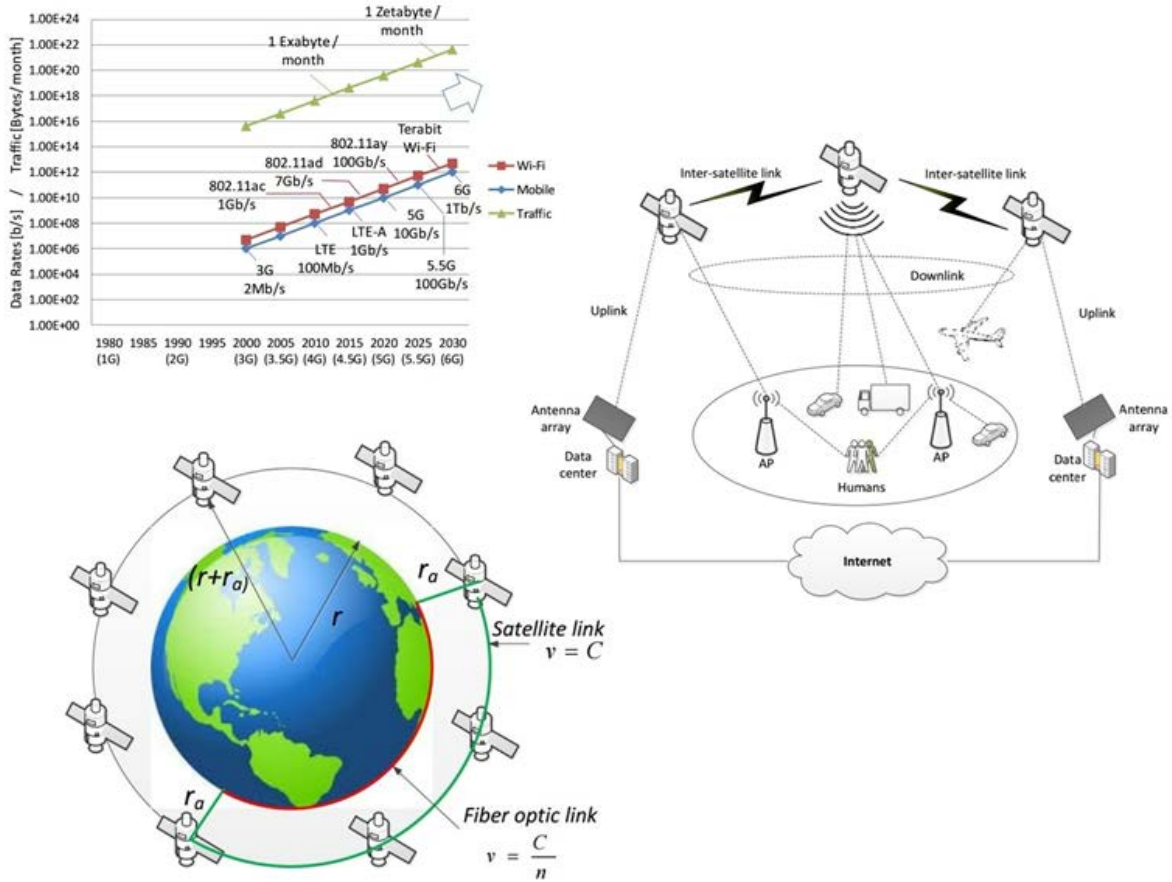 Data Rates [b/s] / Traffic [Bytes/month]
1.00E+24
1.00E+22
1.00E+20
1.00E+18
1.00E+16
1.00E+14
1.00E+12
1.00E+10
1.00E+08
1.00E+06
1.00E+04
1.00E+02
1.00E+00
1 Exabyte /
month
1 Zetabyte /
month
802.11ac
1Gb/s
802.11ad
7Gb/s
802.11ay
100Gb/s
Terabit
Wi-Fi
3G
2Mb/s
LTE
100Mb/s
LTE-A
1Gb/s
5G
10Gb/s
5.5G
100Gb/s
6G
1Tb/s
Wi-Fi
Mobile
Traffic
1980 1985 1990 1995 2000 2005 2010 2015 2020 2025 2030
(1G) (2G) (3G) (3.5G) (4G) (4.5G) (5G) (5.5G) (6G)
Inter-satellite link
Inter-satellite link
Downlink
Uplink
Uplink
Antenna
array
Data
center
AP
AP
Humans
Antenna
array
Data
center
Internet
(r+ra)
r
ra
Satellite link
v = C
ra
Fiber optic link
v = C
n